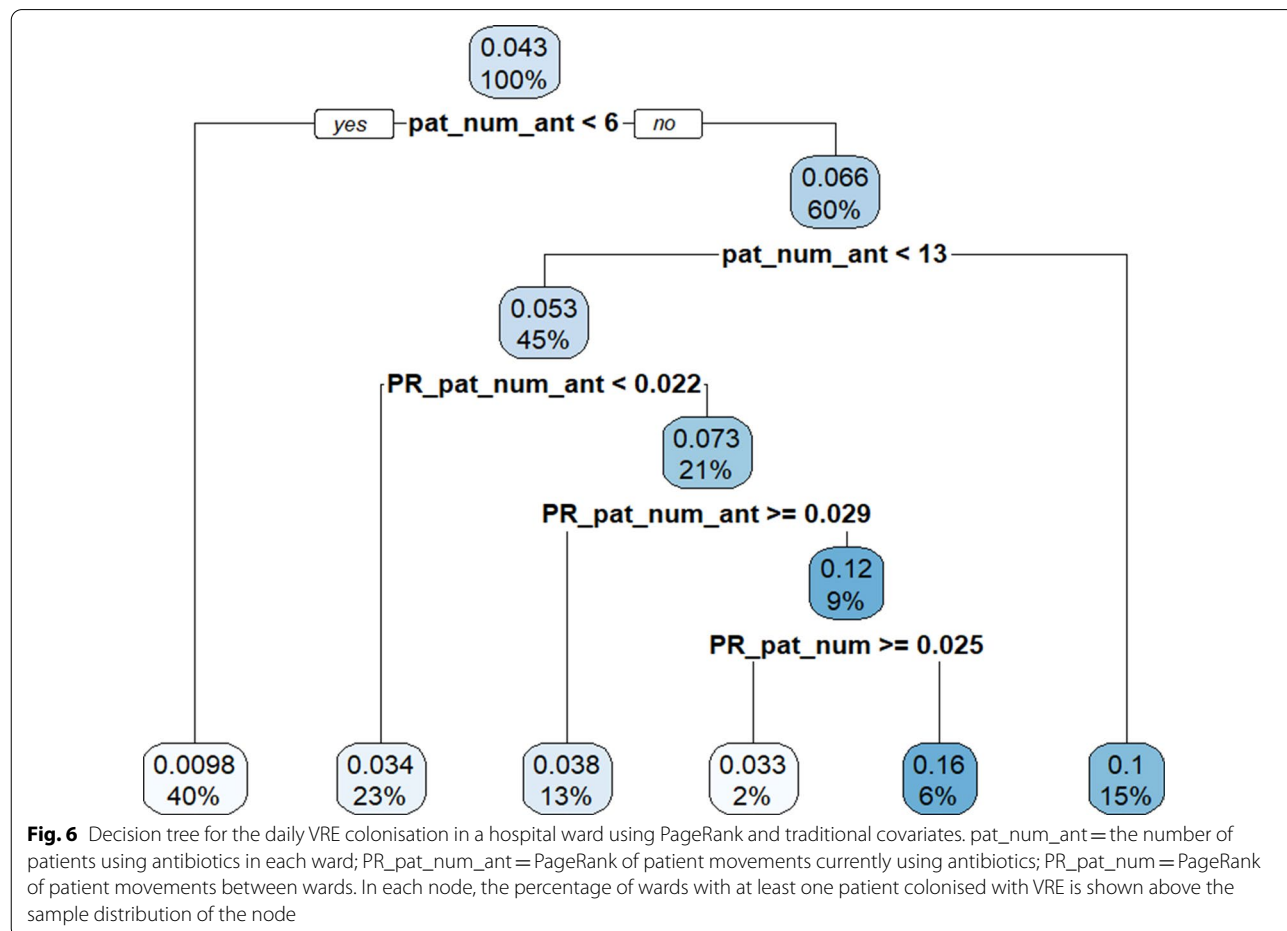 0.043
100%
yes pat_num_ant < 6 no
0.066
60%
pat_num_ant < 13
0.053
45%
PR_pat_num_ant < 0.022
0.073
21%
PR_pat_num_ant >= 0.029
0.12
9%
PR_pat_num >= 0.025
0.0098 0.034 0.038 0.033 0.16 0.1
40% 23% 13% 2% 6% 15%
Fig. 6 Decision tree for the daily VRE colonisation in a hospital ward using PageRank and traditional covariates. pat_num_ant = the number of
patients using antibiotics in each ward; PR_pat_num_ant = PageRank of patient movements currently using antibiotics; PR_pat_num = PageRank
of patient movements between wards. In each node, the percentage of wards with at least one patient colonised with VRE is shown above the
sample distribution of the node